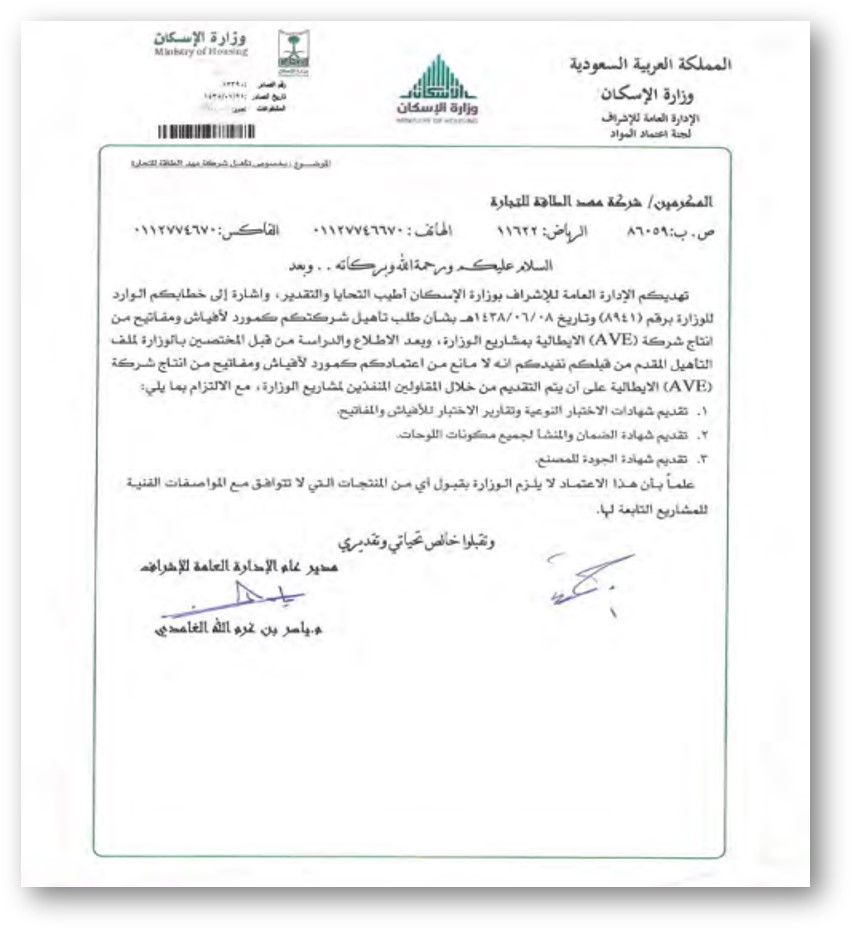 وزارة الإسكان
Ministry of Housing
رقم الصادر :
تاريخ الصادر :
المرفقات
وزارة الإسكان
MINISTRY OF HOUSING
المملكة العربية السعودية
وزارة الإسكان
الإدارة العامة للإشراف
لجنة اعتماد المواد
الموضوع : بخصوص تأهيل شركة مهد الطاقة للتجارة
المكرمين/ شركة مهد الطاقة للتجارة
ص . ب: ٨٦٠٥٩ الرياض: ١١٦٢٢ الهاتف : ٠١١٢٧٧٤٦٦٧٠ الفاكس: ٠١١٢٧٧٤٦٧٠
السلام عليكم ورحمة الله وبركاته . . وبعد
تهديكم الإدارة العامة للإشراف بوزارة الإسكان أطيب التحايا والتقدير، واشارة إلى خطابكم الوارد
للوزارة برقم (٨٩٤١) وتاريخ ١٤٣٨/٠٦/٠٨هـ بشأن طلب تأهيل شركتكم كمورد لأفياش ومفاتيح من
انتاج شركة (AVE) الايطالية بمشاريع الوزارة ، وبعد الاطلاع والدراسة من قبل المختصين بالوزارة لملف
التأهيل المقدم من قبلكم نفيدكم انه لا مانع من اعتمادكم كمورد لأفياش ومفاتيح من انتاج شركة
(AVE) الايطالية على أن يتم التقديم من خلال المقاولين المنفذين لمشاريع الوزارة ، مع الالتزام بما يلي:
١. تقديم شهادات الاختبار النوعية وتقارير الاختبار للأفياش والمفاتيح.
٢. تقديم شهادة الضمان والمنشأ لجميع مكونات اللوحات.
٣. تقديم شهادة الجودة للمصنع.
علماً بأن هذا الاعتماد لا يلزم الوزارة بقبول أي من المنتجات التي لا تتوافق مع المواصفات الفنية
للمشاريع التابعة لها.
وتقبلوا خالص تحياتي وتقديري
مدير عام الإدارة العامة للإشراف
م.ياسر بن خرم الله الغامدي